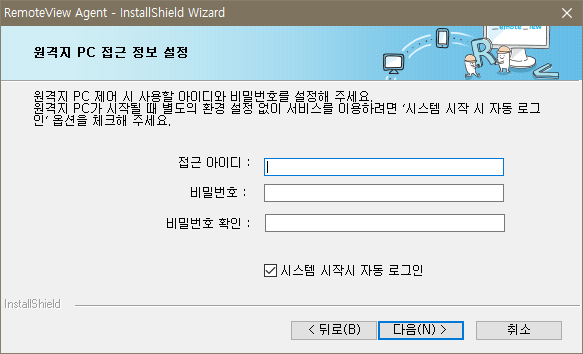 RemoteView Agent - InstallShield Wizard
원격지 PC 접근 정보 설정
원격지 PC 제어 시 사용할 아이디와 비밀번호를 설정해 주세요.
원격지 PC가 시작될 때 별도의 환경 설정 없이 서비스를 이용하려면 '시스템 시작 시 자동 로그
인' 옵션을 체크해 주세요.
접근 아이디 :
비밀번호 :
비밀번호 확인 :
시스템 시작시 자동 로그인
InstallShield
< 뒤로(B)
다음(N) >
취소